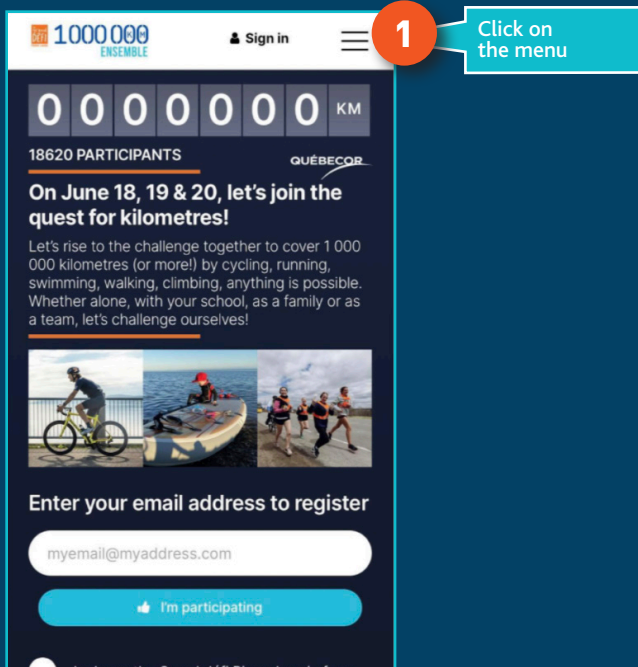 1000 000
ENSEMBLE
Sign in
1
Click on
the menu
0 0 0 0 0 0 0 KM
18620 PARTICIPANTS
QUÉBECOR
On June 18, 19 & 20, let's join the
quest for kilometres!
Let's rise to the challenge together to cover 1 000
000 kilometres (or more!) by cycling, running,
swimming, walking, climbing, anything is possible.
Whether alone, with your school, as a family or as
a team, let's challenge ourselves!
Enter your email address to register
myemail@myaddress.com
I'm participating